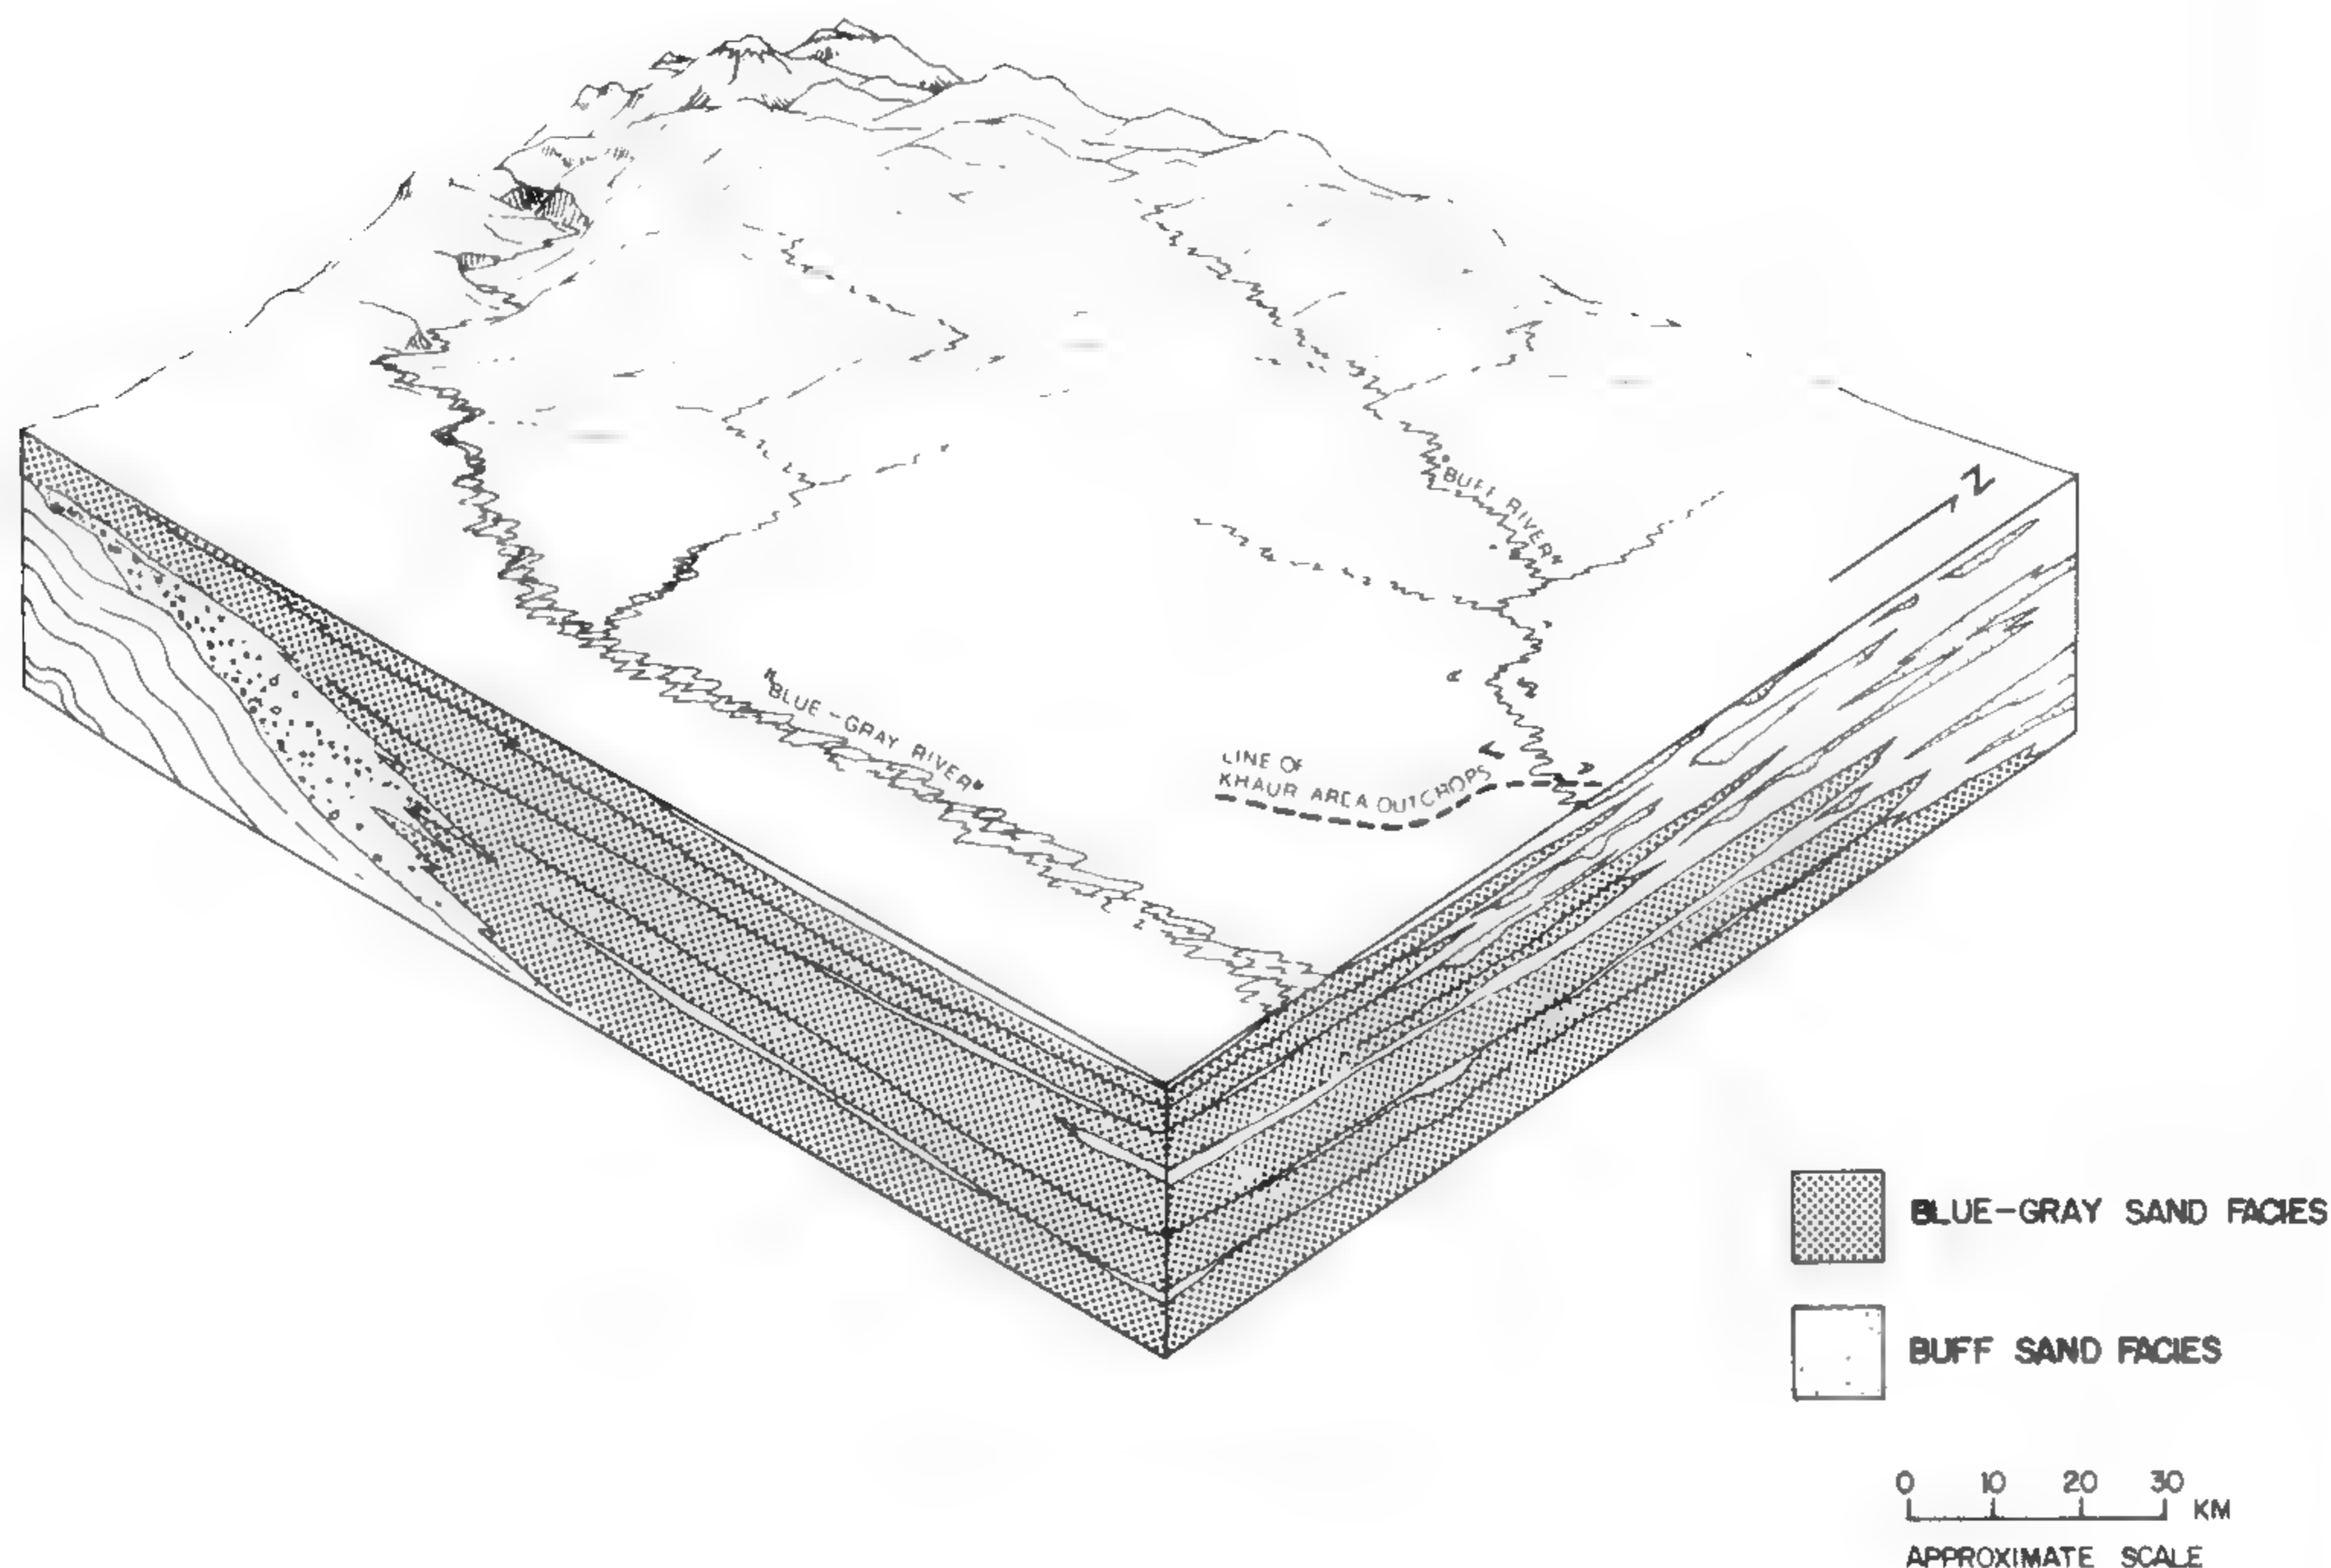 N
"BUFF RIVER"
"BLUE-GRAY RIVER"
LINE OF
KHAUR AREA OUTCROPS
BLUE-GRAY SAND FACIES
BUFF SAND FACIES
0 10 20 30
KM
APPROXIMATE SCALE